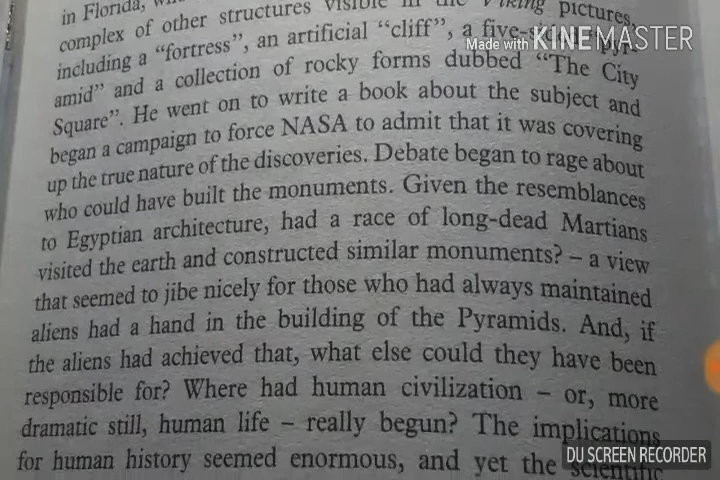 in Florida,
complex of other structures visible in the Viking pictures,
including a “fortress”, an artificial “cliff”, a
Made with KINEMASTER
amid” and a collection of rocky forms dubbed “The City
Square”. He went on to write a book about the subject and
began a campaign to force NASA to admit that it was covering
up the true nature of the discoveries. Debate began to rage about
who could have built the monuments. Given the resemblances
to Egyptian architecture, had a race of long-dead Martians
visited the earth and constructed similar monuments? – a view
that seemed to jibe nicely for those who had always maintained
aliens had a hand in the building of the Pyramids. And, if
the aliens had achieved that, what else could they have been
responsible for? Where had human civilization – or, more
dramatic still, human life – really begun? The implications
for human history seemed enormous, and yet the scientific
DU SCREEN RECORDER